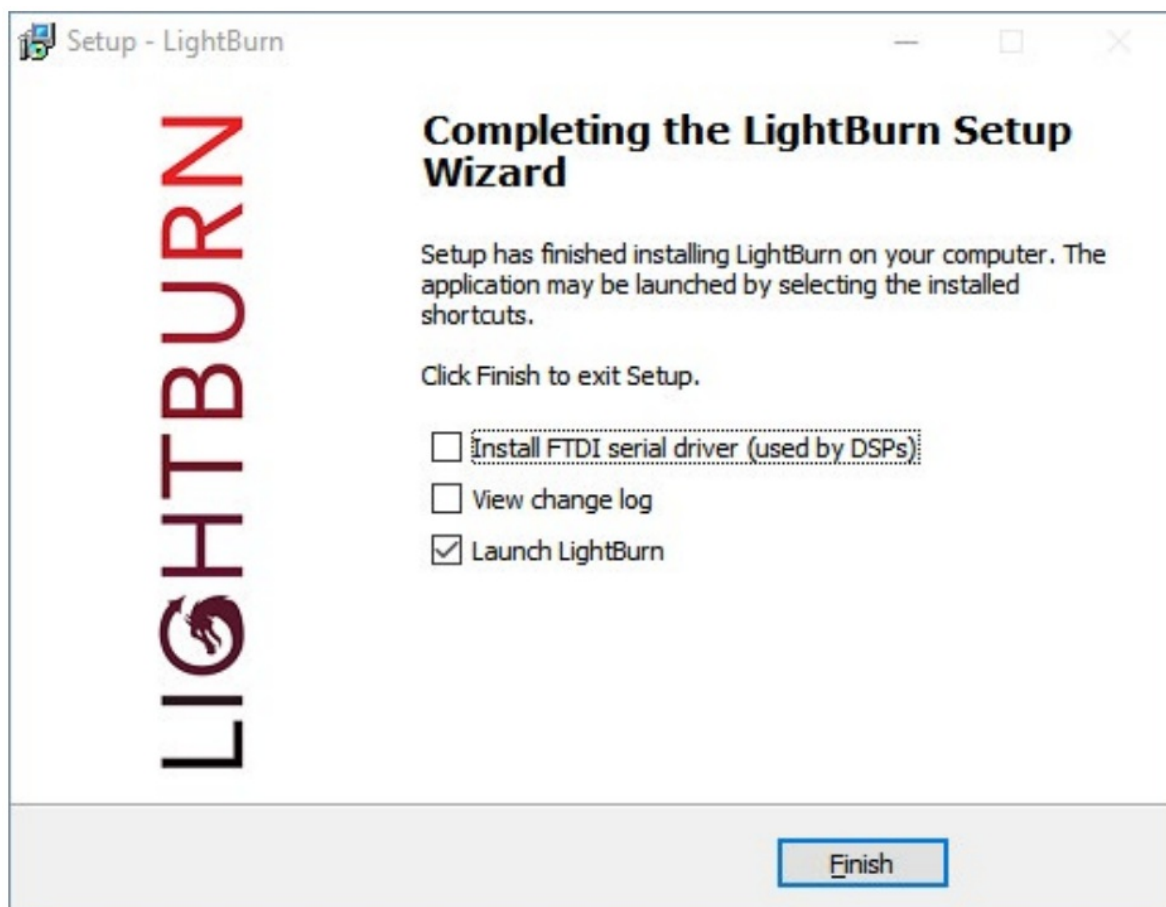 Setup - LightBurn
LIGHTBURN
Completing the LightBurn Setup
Wizard
Setup has finished installing LightBurn on your computer. The
application may be launched by selecting the installed
shortcuts.
Click Finish to exit Setup.
Install FTDI serial driver (used by DSPs)
View change log
Launch LightBurn
Finish